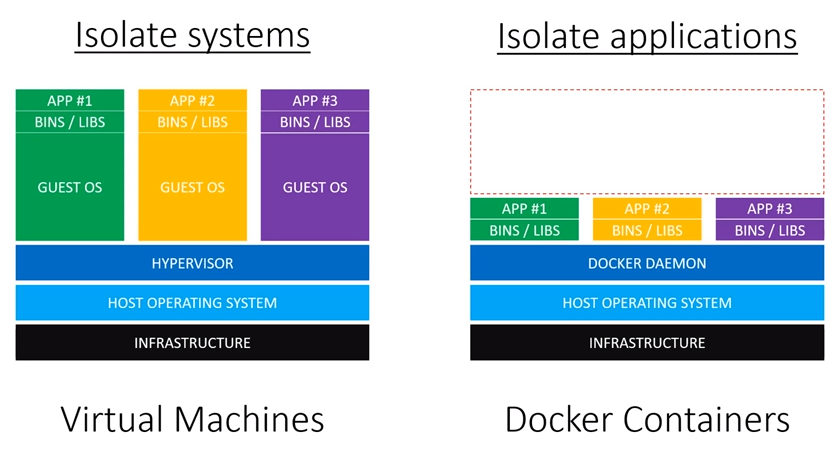 Isolate systems
APP #1
BINS / LIBS
GUEST OS
APP #2
BINS / LIBS
GUEST OS
APP #3
BINS / LIBS
GUEST OS
HYPERVISOR
HOST OPERATING SYSTEM
INFRASTRUCTURE
Virtual Machines
Isolate applications
APP #1
BINS / LIBS
APP #2
BINS / LIBS
APP #3
BINS / LIBS
DOCKER DAEMON
HOST OPERATING SYSTEM
INFRASTRUCTURE
Docker Containers